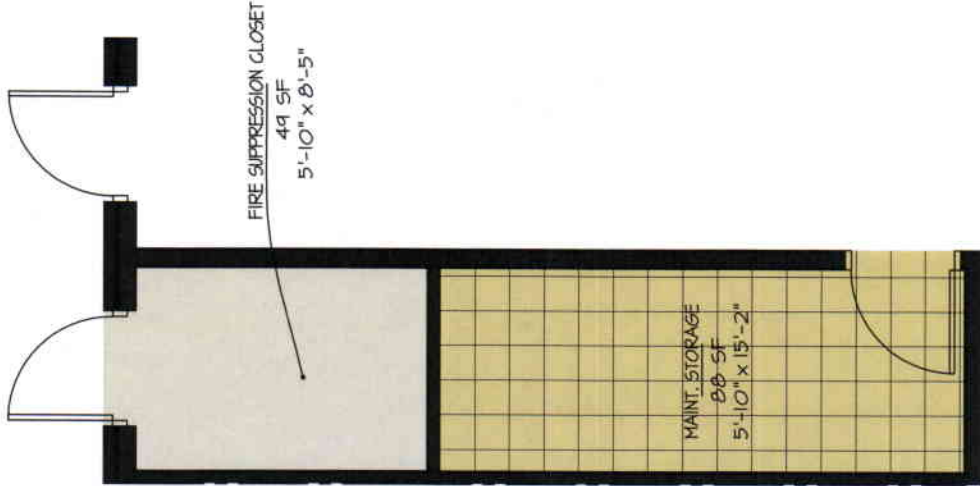 FIRE SUPPRESSION CLOSET
49 SF
5'-10" x 8'-5"
MAINT. STORAGE
88 SF
5'-10" x 15'-2"